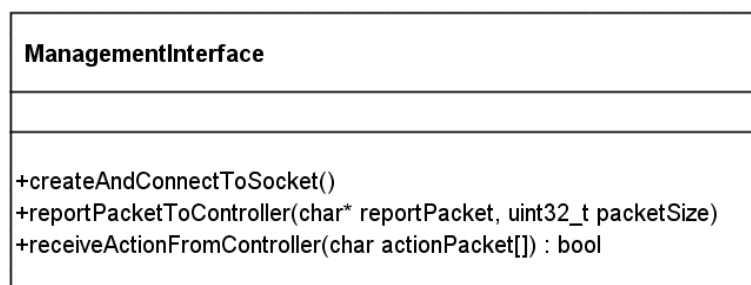 ManagementInterface
+createAndConnectToSocket()
+reportPacketToController(char* reportPacket, uint32_t packetSize)
+receiveActionFromController(char actionPacket[]) : bool